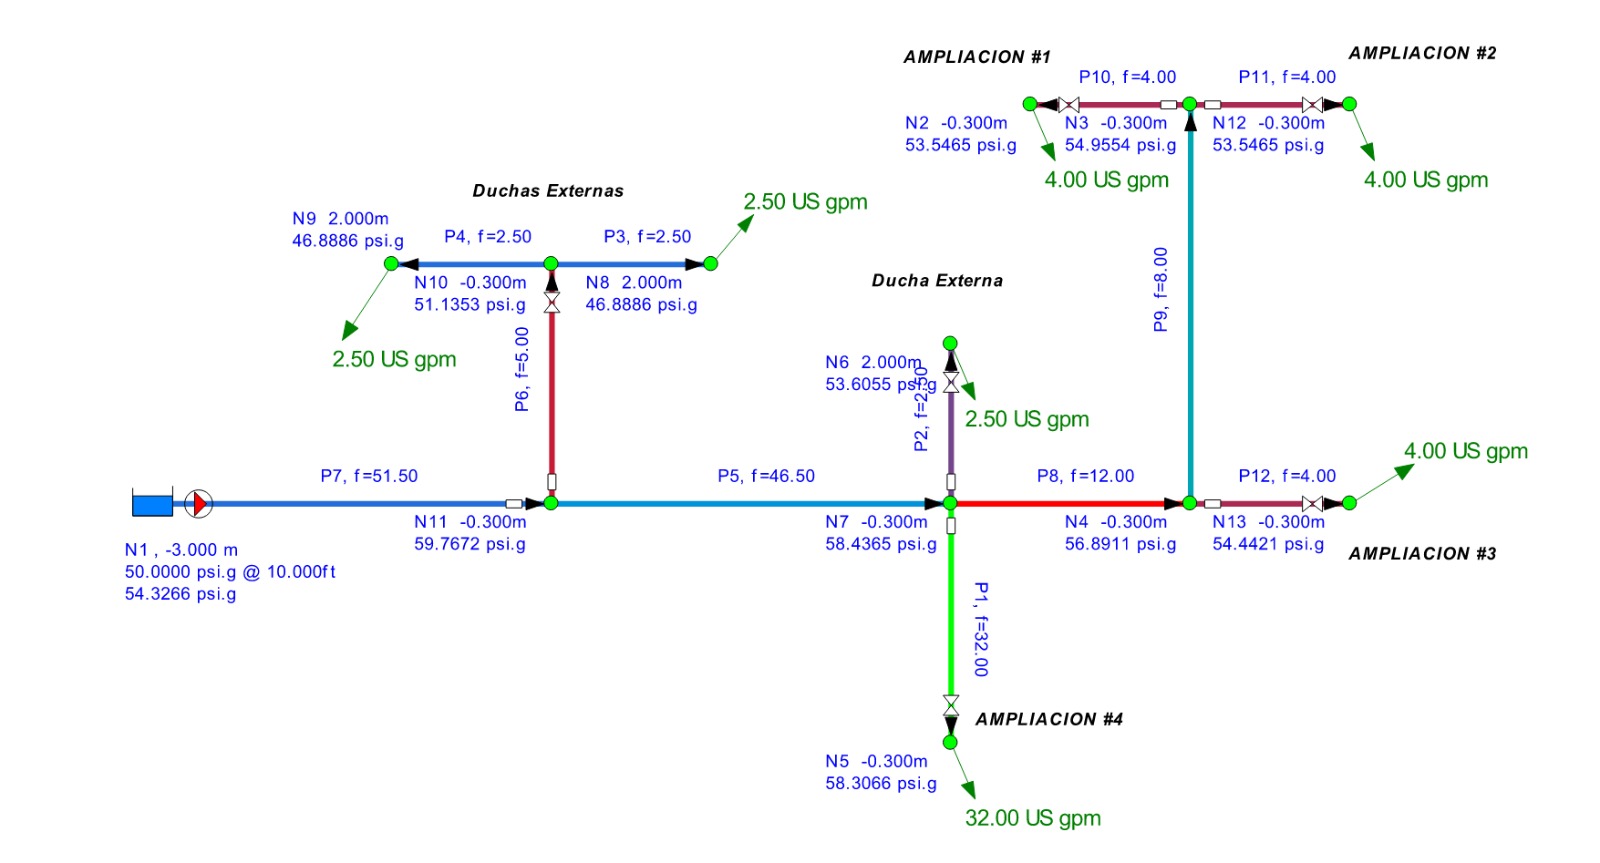 AMPLIACION #1
AMPLIACION #2
P10, f=4.00
P11, f=4.00
N2 -0.300m
53.5465 psi.g
N3 -0.300m
54.9554 psi.g
N12 -0.300m
53.5465 psi.g
4.00 US gpm
4.00 US gpm
Duchas Externas
2.50 US gpm
N9 2.000m
46.8886 psi.g
P4, f=2.50
P3, f=2.50
N10 -0.300m
51.1353 psi.g
N8 2.000m
46.8886 psi.g
2.50 US gpm
P6, f=5.00
Ducha Externa
P9, f=8.00
N6 2.000m
53.6055 psi.g
P2, f=2.50
2.50 US gpm
4.00 US gpm
P7, f=51.50
P5, f=46.50
P8, f=12.00
P12, f=4.00
N11 -0.300m
59.7672 psi.g
N7 -0.300m
58.4365 psi.g
N4 -0.300m
56.8911 psi.g
N13 -0.300m
54.4421 psi.g
AMPLIACION #3
N1 , -3.000 m
50.0000 psi.g @ 10.000ft
54.3266 psi.g
P1, f=32.00
AMPLIACION #4
N5 -0.300m
58.3066 psi.g
32.00 US gpm